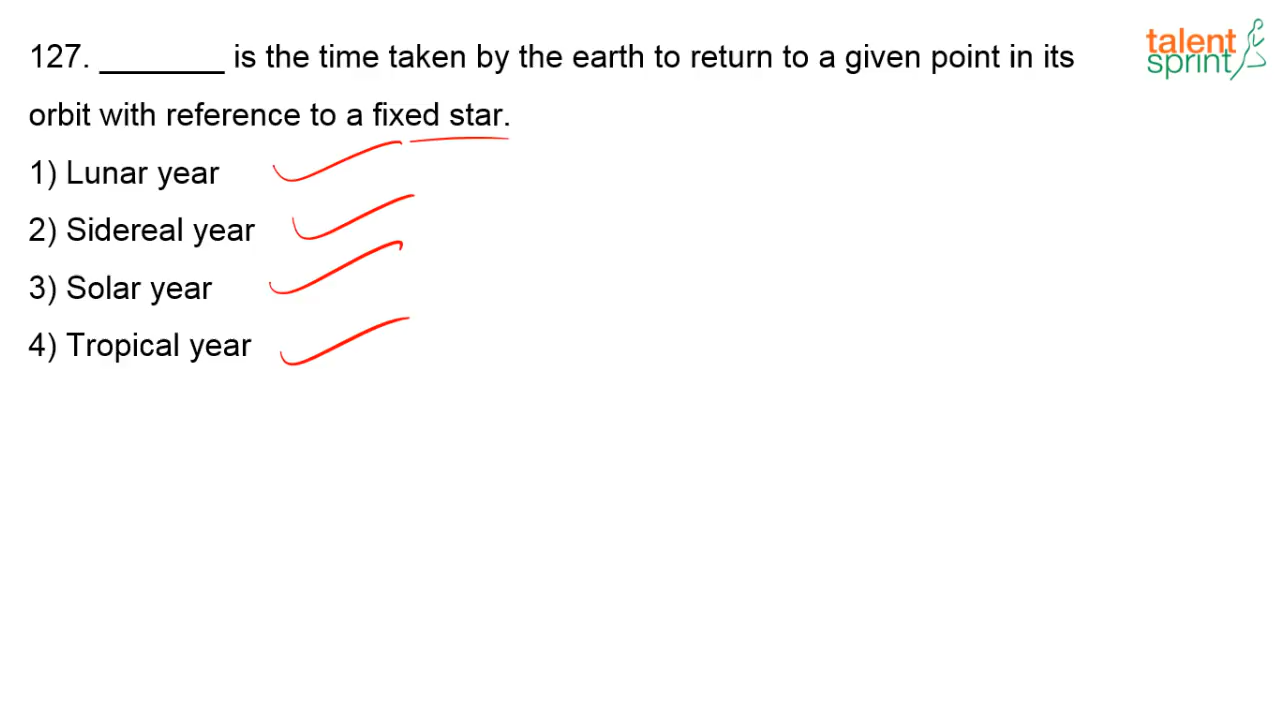 127. _______ is the time taken by the earth to return to a given point in its
orbit with reference to a fixed star.
1) Lunar year
2) Sidereal year
3) Solar year
4) Tropical year
talent
sprint